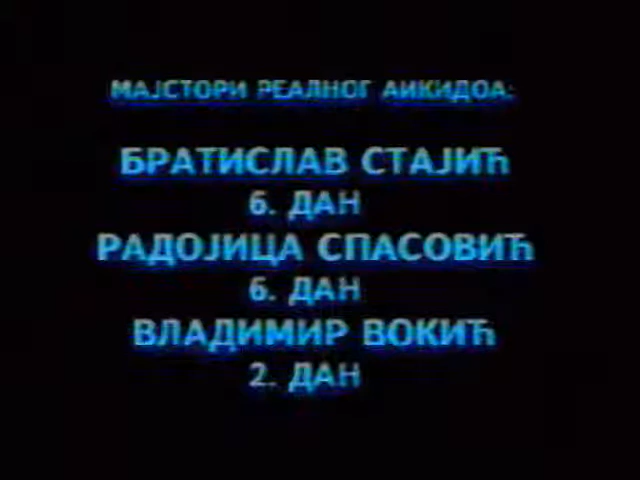 МАЈСТОРИ РЕАЛНОГ АИКИДОА:
БРАТИСЛАВ СТАЈИЋ
6. ДАН
РАДОЈИЦА СПАСОВИЋ
6. ДАН
ВЛАДИМИР ВОКИЋ
2. ДАН